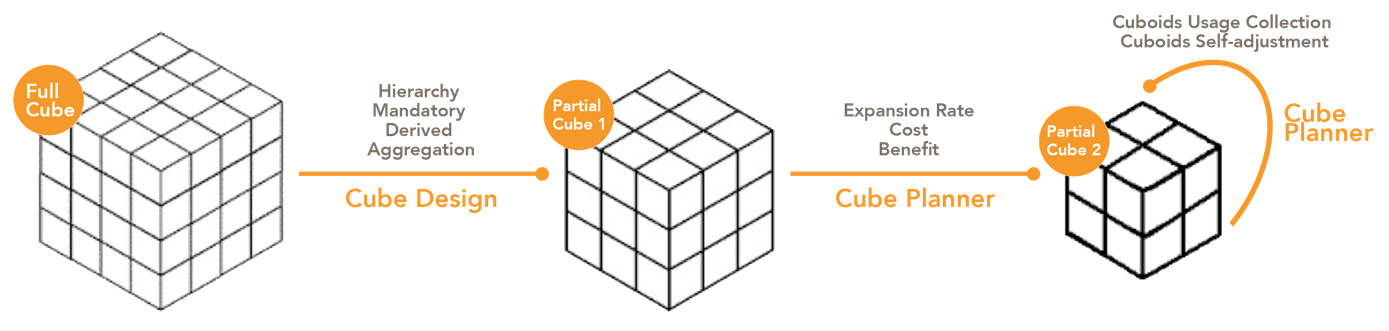 Full
Cube
Hierarchy
Mandatory
Derived
Aggregation
Cube Design
Partial
Cube 1
Expansion Rate
Cost
Benefit
Cube Planner
Partial
Cube 2
Cuboids Usage Collection
Cuboids Self-adjustment
Cube
Planner